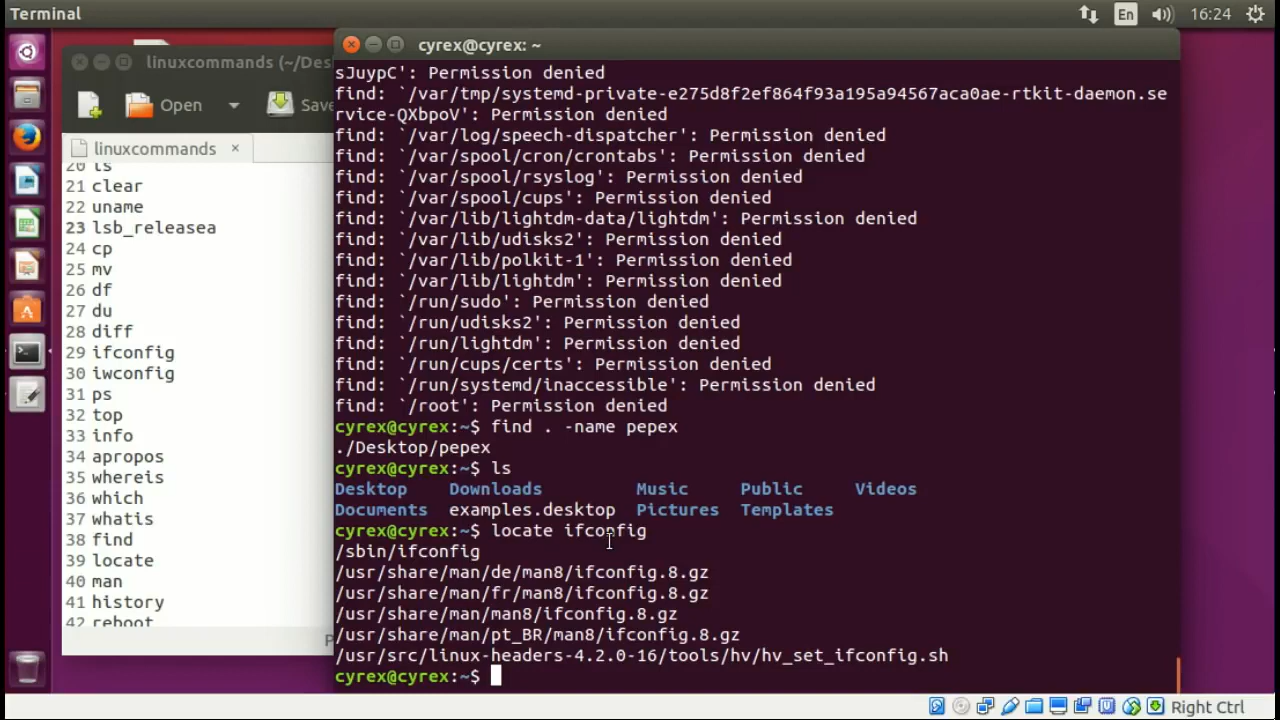 Terminal
En
16:24
linuxcommands (~/Des
Open
Save
linuxcommands ×
20 ls
21 clear
22 uname
23 lsb_releasea
24 cp
25 mv
26 df
27 du
28 diff
29 ifconfig
30 iwconfig
31 ps
32 top
33 info
34 apropos
35 whereis
36 which
37 whatis
38 find
39 locate
40 man
41 history
42 reboot
P
cyrex@cyrex: ~
sJuypC': Permission denied
find: `/var/tmp/systemd-private-e275d8f2ef864f93a195a94567aca0ae-rtkit-daemon.se
rvice-QXbpoV': Permission denied
find: `/var/log/speech-dispatcher': Permission denied
find: `/var/spool/cron/crontabs': Permission denied
find: `/var/spool/rsyslog': Permission denied
find: `/var/spool/cups': Permission denied
find: `/var/lib/lightdm-data/lightdm': Permission denied
find: `/var/lib/udisks2': Permission denied
find: `/var/lib/polkit-1': Permission denied
find: `/var/lib/lightdm': Permission denied
find: `/run/sudo': Permission denied
find: `/run/udisks2': Permission denied
find: `/run/lightdm': Permission denied
find: `/run/cups/certs': Permission denied
find: `/run/systemd/inaccessible': Permission denied
find: `/root': Permission denied
cyrex@cyrex:~$ find . -name pepex
./Desktop/pepex
cyrex@cyrex:~$ ls
Desktop Downloads Music Public Videos
Documents examples.desktop Pictures Templates
cyrex@cyrex:~$ locate ifconfig
/sbin/ifconfig
/usr/share/man/de/man8/ifconfig.8.gz
/usr/share/man/fr/man8/ifconfig.8.gz
/usr/share/man/man8/ifconfig.8.gz
/usr/share/man/pt_BR/man8/ifconfig.8.gz
/usr/src/linux-headers-4.2.0-16/tools/hv/hv_set_ifconfig.sh
cyrex@cyrex:~$
Right Ctrl